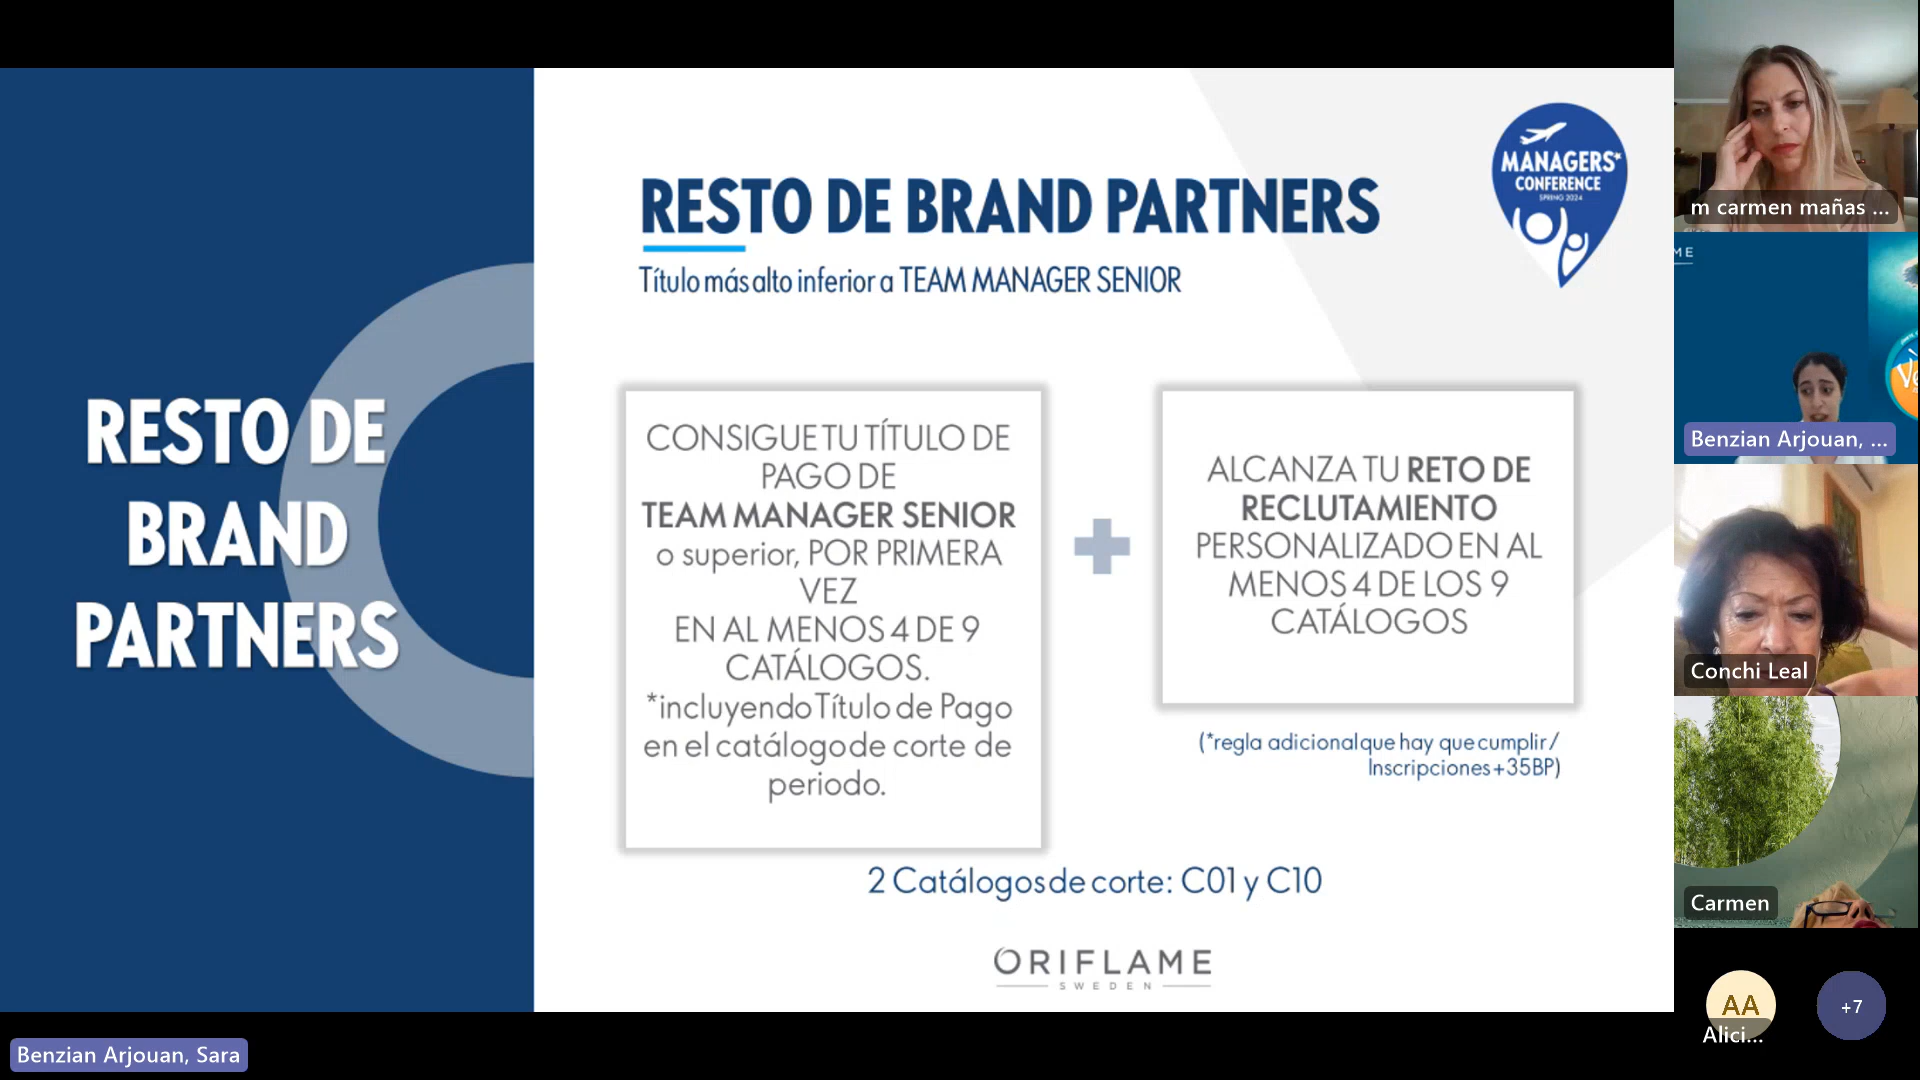 RESTO DE
BRAND
PARTNERS
RESTO DE BRAND PARTNERS
Título más alto inferior a TEAM MANAGER SENIOR
MANAGERS*
CONFERENCE
SPRING 2024
CONSIGUE TU TÍTULO DE
PAGO DE
TEAM MANAGER SENIOR
o superior, POR PRIMERA
VEZ
EN AL MENOS 4 DE 9
CATÁLOGOS.
*incluyendo Título de Pago
en el catálogo de corte de
periodo.
ALCANZA TU RETO DE
RECLUTAMIENTO
PERSONALIZADO EN AL
MENOS 4 DE LOS 9
CATÁLOGOS
(*regla adicional que hay que cumplir/
Inscripciones +35BP)
2 Catálogos de corte: C01 y C10
ORIFLAME
SWEDEN
m carmen mañas ...
ME
Benzian Arjouan, ...
Conchi Leal
Carmen
AA
Alici...
+7
Benzian Arjouan, Sara